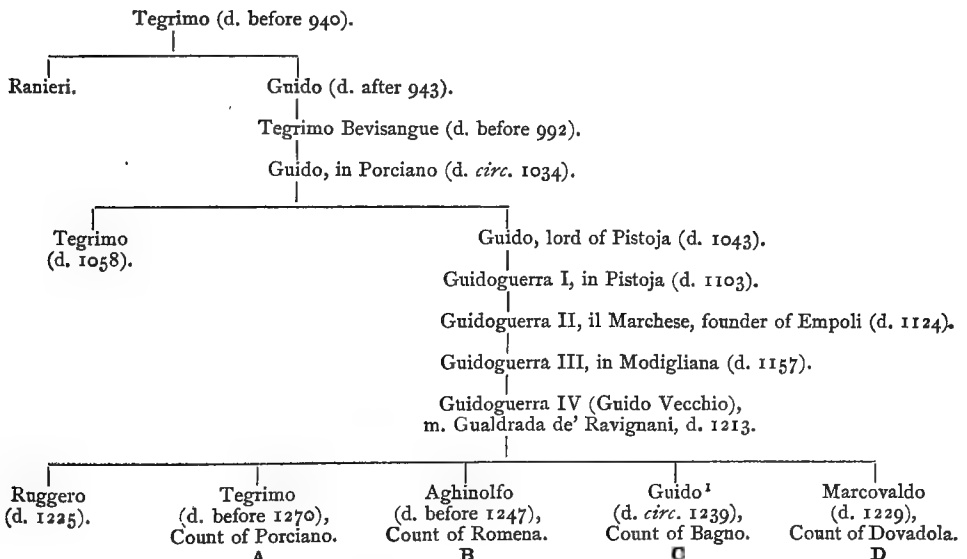 Tegrimo (d. before 940).
Ranieri. Guido (d. after 943).
Tegrimo Bevisangue (d. before 992).
Guido, in Porciano (d. circ. 1034).
Tegrimo Guido, lord of Pistoja (d. 1043).
(d. 1058).
Guidoguerra I, in Pistoja (d. 1103).
Guidoguerra II, il Marchese, founder of Empoli (d. 1124).
Guidoguerra III, in Modigliana (d. 1157).
Guidoguerra IV (Guido Vecchio),
m. Gualdrada de' Ravignani, d. 1213.
Ruggero Tegrimo Aghinolfo Guido¹ Marcovaldo
(d. 1225). (d. before 1270), (d. before 1247), (d. circ. 1239), (d. 1229),
Count of Porciano. Count of Romena. Count of Bagno. Count of Dovadola.
A B C D